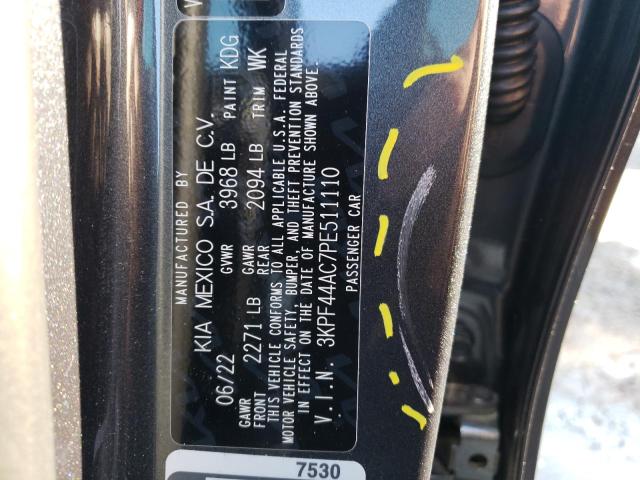 MANUFACTURED BY
KIA MEXICO S.A. DE C.V.
06/22 GVWR 3968 LB PAINT KDG
GAWR FRONT 2271 LB GAWR REAR 2094 LB TRIM WK
THIS VEHICLE CONFORMS TO ALL APPLICABLE U.S.A. FEDERAL
MOTOR VEHICLE SAFETY, BUMPER, AND THEFT PREVENTION STANDARDS
IN EFFECT ON THE DATE OF MANUFACTURE SHOWN ABOVE.
V.I.N. 3KPF44AC7PE511110
PASSENGER CAR
7530